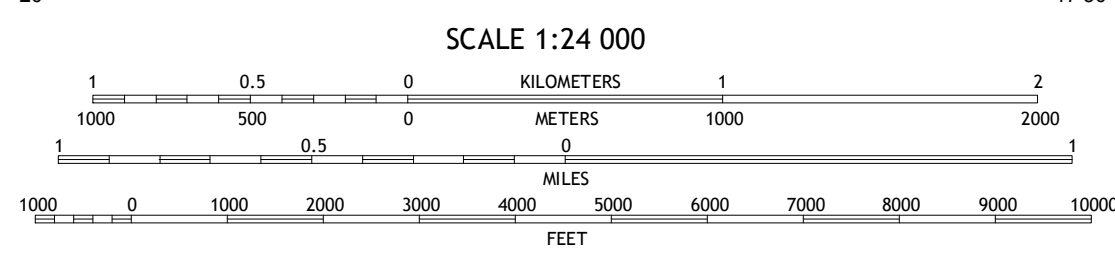 SCALE 1:24 000
1 0.5 0 KILOMETERS 1 2
1000 500 0 METERS 1000 2000
1 0.5 0 1
MILES
1000 0 1000 2000 3000 4000 5000 6000 7000 8000 9000 10000
FEET